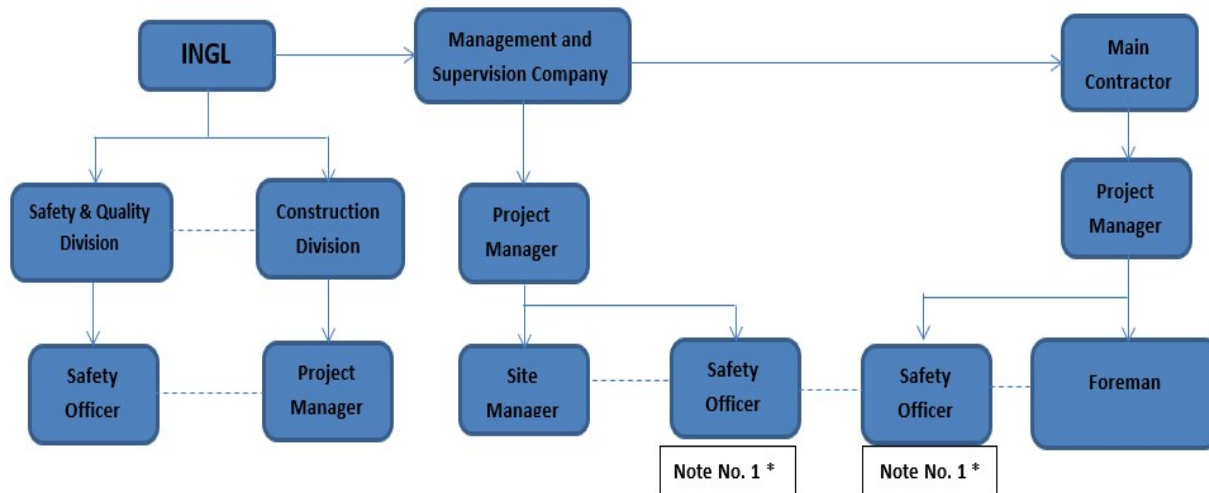 INGL
Management and
Supervision Company
Main
Contractor
Safety & Quality
Division
Construction
Division
Project
Manager
Project
Manager
Safety
Officer
Project
Manager
Site
Manager
Safety
Officer
Safety
Officer
Foreman
Note No. 1 *
Note No. 1 *